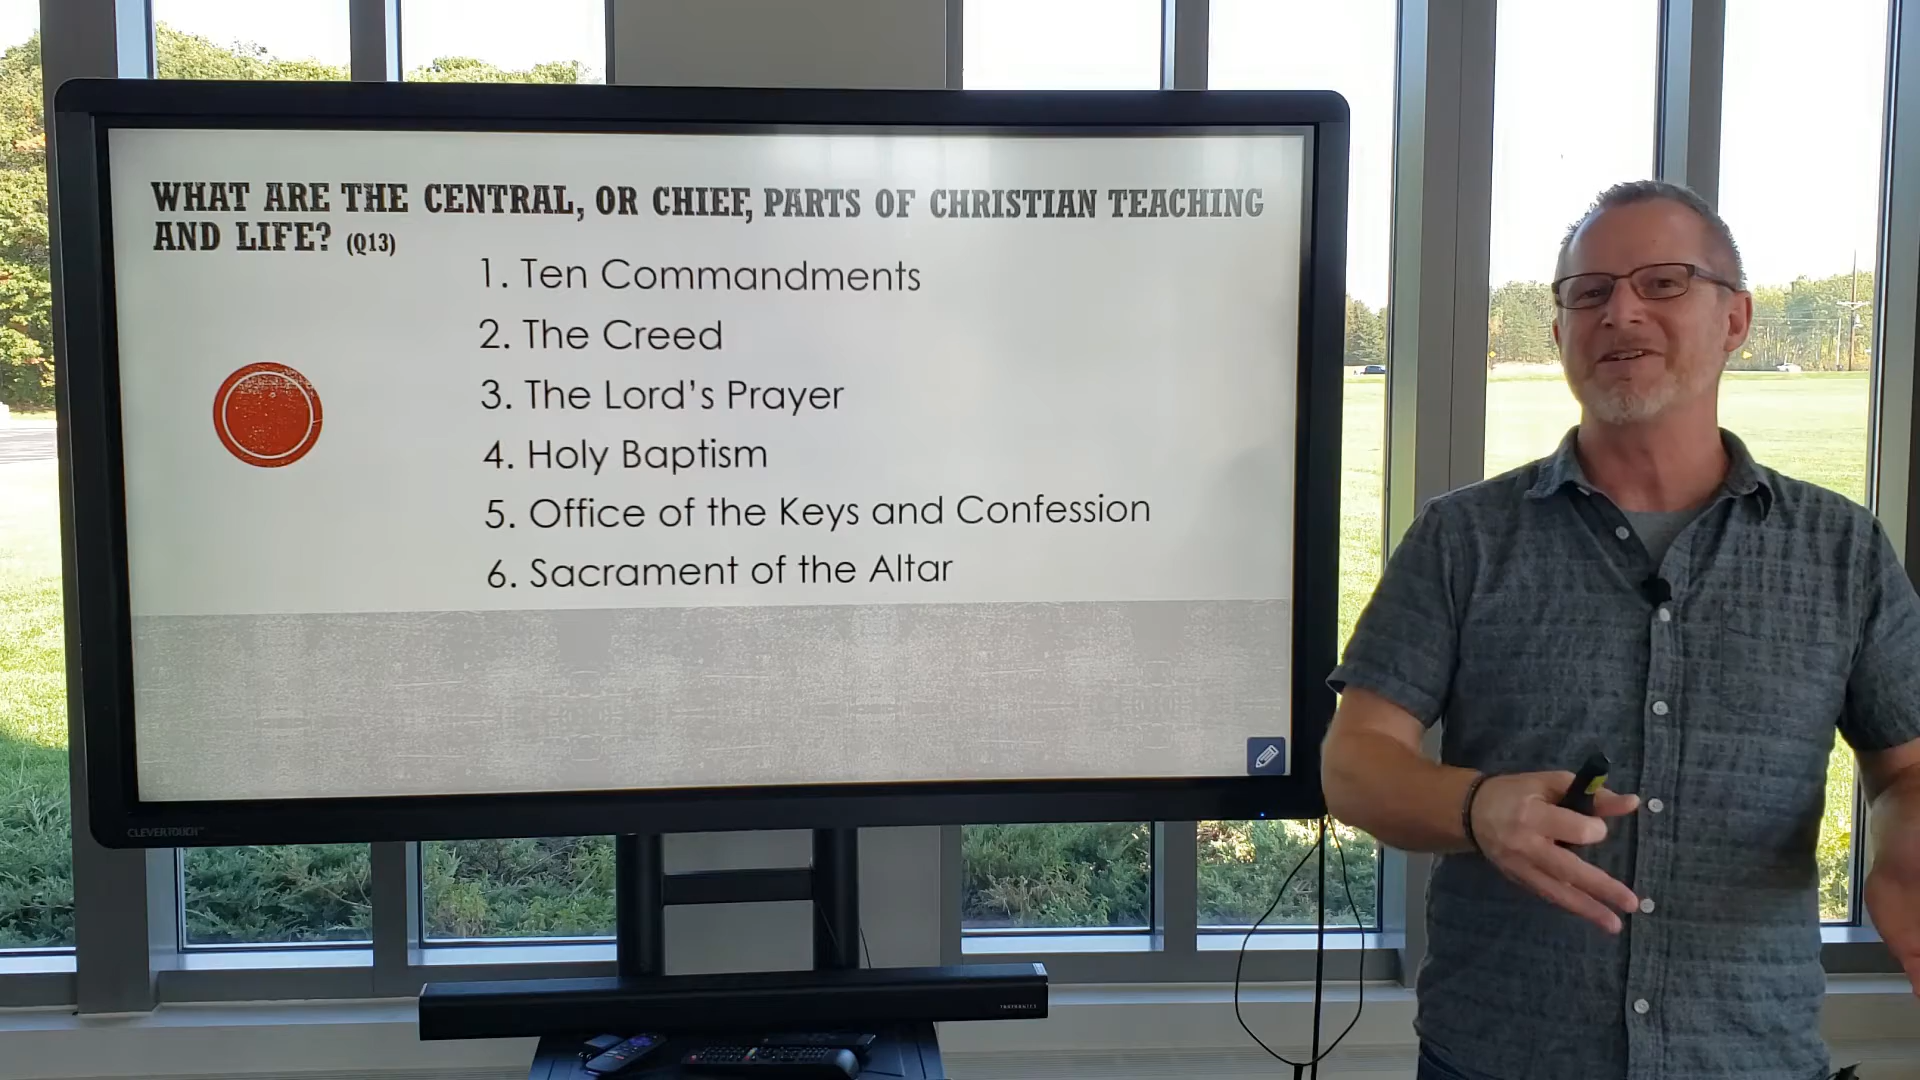 WHAT ARE THE CENTRAL, OR CHIEF, PARTS OF CHRISTIAN TEACHING
AND LIFE? (Q13)
1. Ten Commandments
2. The Creed
3. The Lord's Prayer
4. Holy Baptism
5. Office of the Keys and Confession
6. Sacrament of the Altar
CLEVERTOUCH